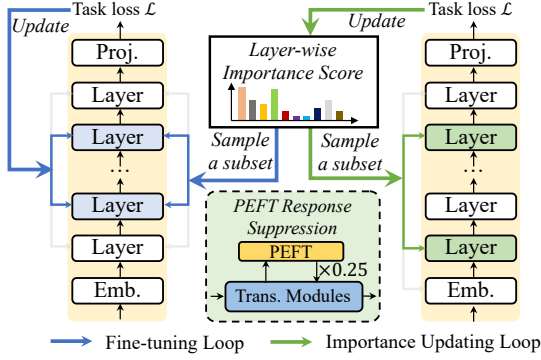 Task loss ℒ
Update
Proj.
Layer
Layer
...
Layer
Layer
Emb.
Layer-wise
Importance Score
Sample
a subset
Sample
a subset
PEFT Response
Suppression
PEFT
×0.25
Trans. Modules
Update
Task loss ℒ
Proj.
Layer
Layer
...
Layer
Layer
Emb.
Fine-tuning Loop
Importance Updating Loop